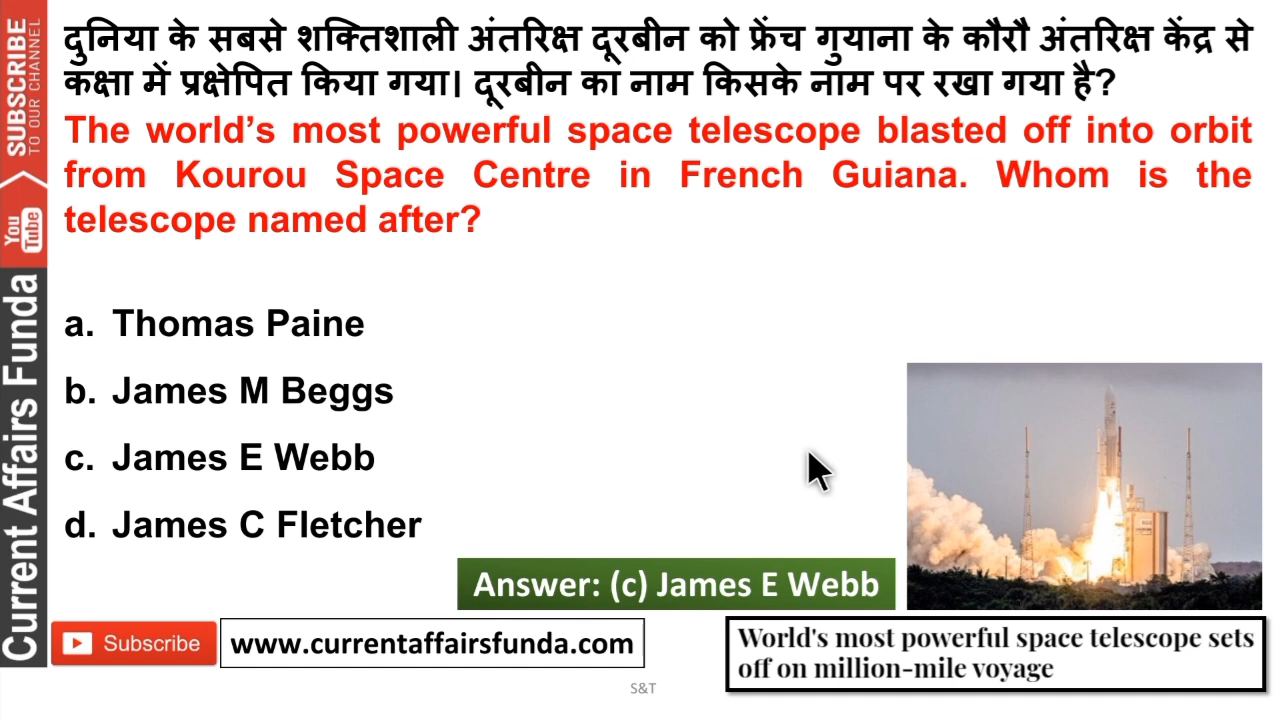 दुनिया के सबसे शक्तिशाली अंतरिक्ष दूरबीन को फ्रेंच गुयाना के कौरौ अंतरिक्ष केंद्र से
कक्षा में प्रक्षेपित किया गया। दूरबीन का नाम किसके नाम पर रखा गया है?
The world's most powerful space telescope blasted off into orbit
from Kourou Space Centre in French Guiana. Whom is the
telescope named after?
a. Thomas Paine
b. James M Beggs
c. James E Webb
d. James C Fletcher
Answer: (c) James E Webb
Subscribe
www.currentaffairsfunda.com
World's most powerful space telescope sets
off on million-mile voyage
S&T
SUBSCRIBE
TO OUR CHANNEL
You
Tube
Current Affairs Funda